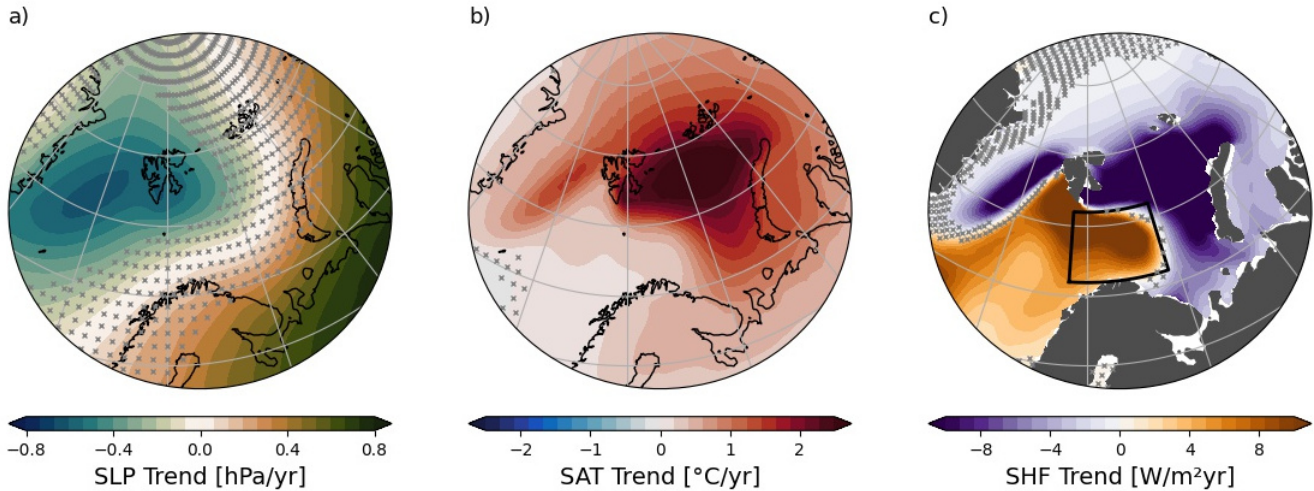 a)
b)
c)
−0.8 −0.4 0.0 0.4 0.8
SLP Trend [hPa/yr]
−2 −1 0 1 2
SAT Trend [°C/yr]
−8 −4 0 4 8
SHF Trend [W/m²yr]